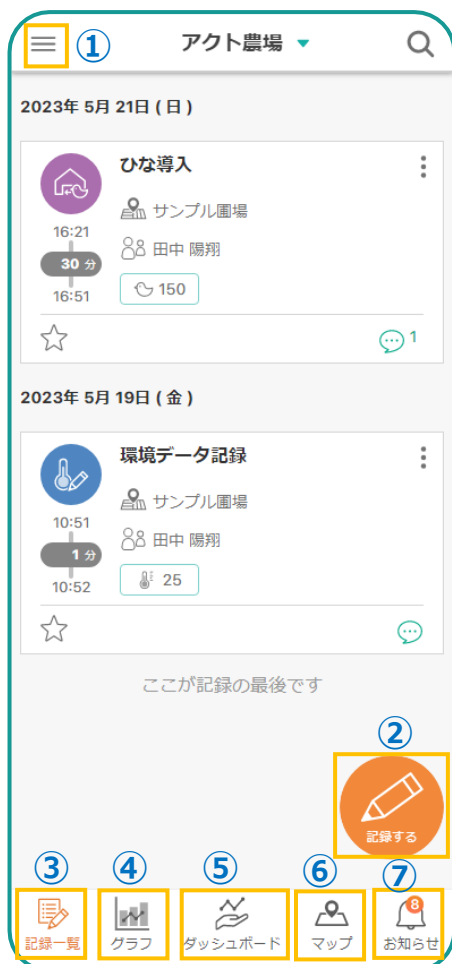 ① アクト農場 ▼
2023年 5月 21日 ( 日 )
ひな導入
サンプル圃場
16:21
田中 陽翔
30 分
150
16:51
1
2023年 5月 19日 ( 金 )
環境データ記録
サンプル圃場
10:51
田中 陽翔
1 分
25
10:52
ここが記録の最後です
②
記録する
③ ④ ⑤ ⑥ ⑦
8
記録一覧 グラフ ダッシュボード マップ お知らせ